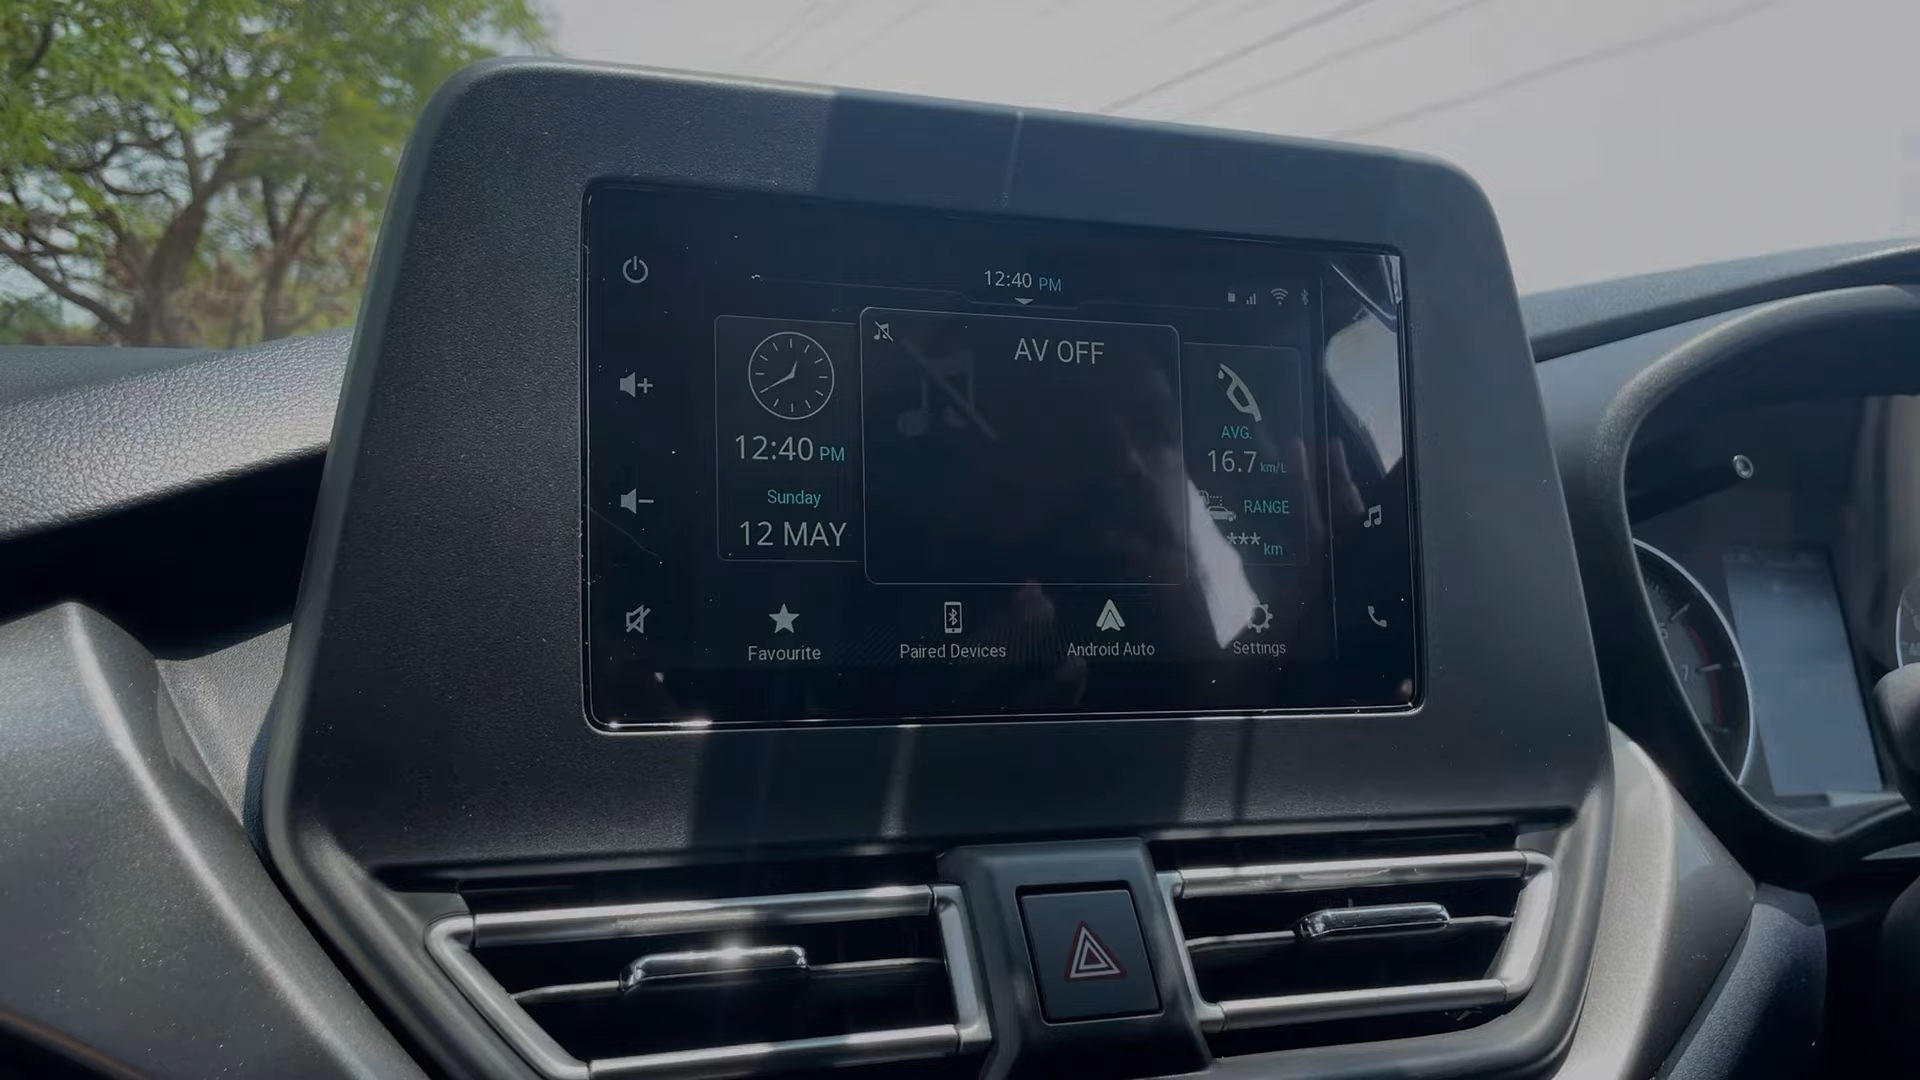 12:40 PM
AV OFF
12:40 PM
Sunday
12 MAY
AVG.
16.7 km/L
RANGE
*** km
Favourite
Paired Devices
Android Auto
Settings
7